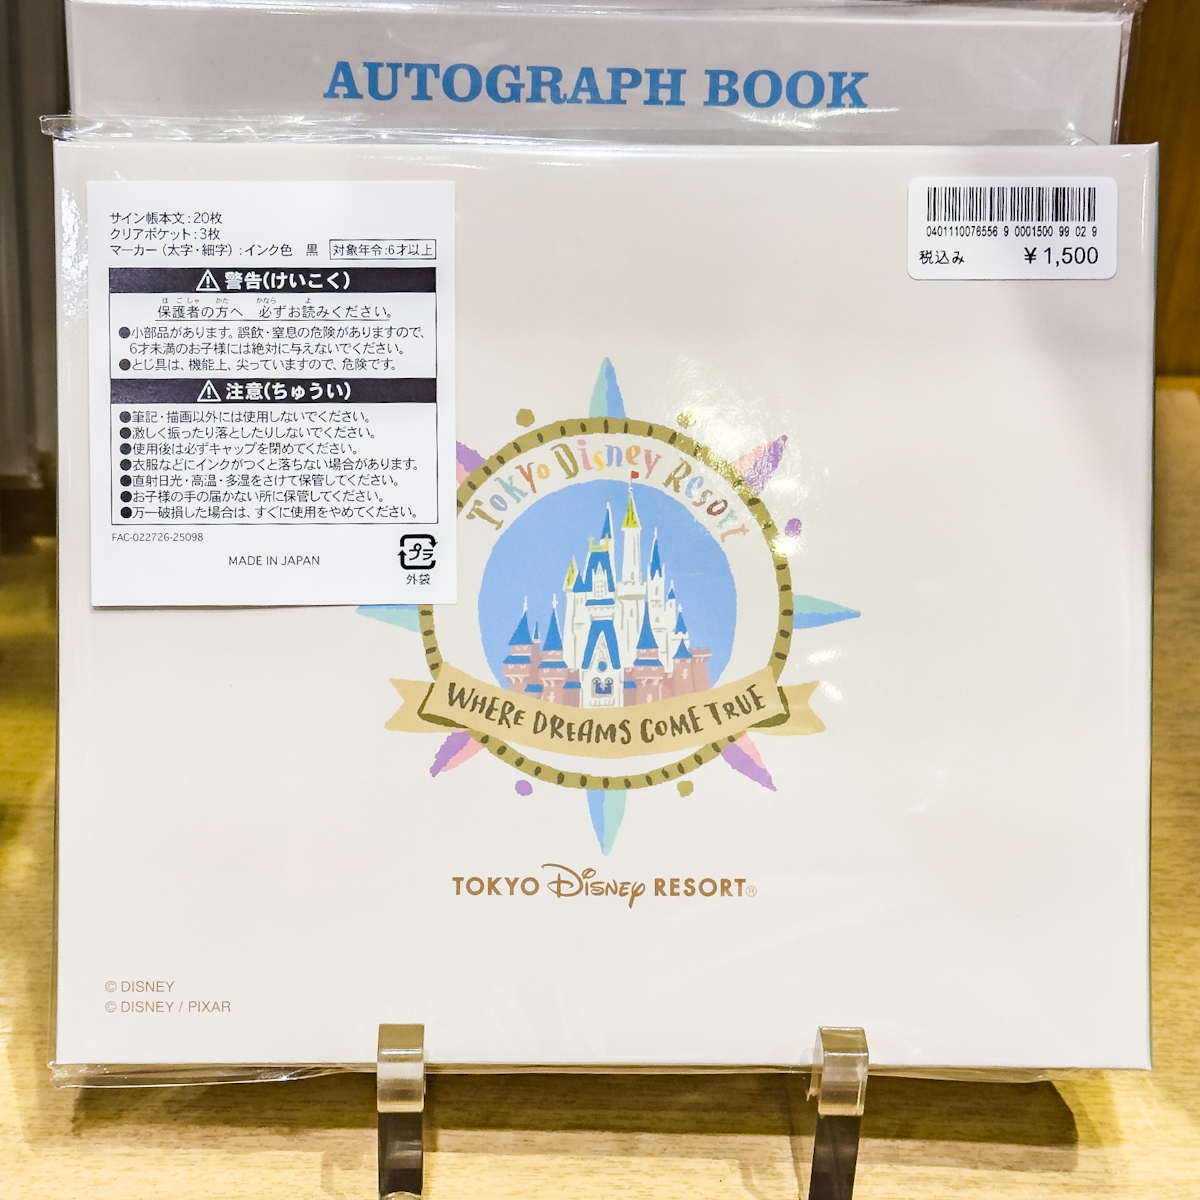 AUTOGRAPH BOOK
サイン帳本文：20枚
クリアポケット：3枚
マーカー（太字・細字）：インク色　黒　対象年令：6才以上
⚠警告(けいこく)
保護者の方へ　必ずお読みください。
●小部品があります。誤飲・窒息の危険がありますので、
6才未満のお子様には絶対に与えないでください。
●とじ具は、機能上、尖っていますので、危険です。
⚠注意(ちゅうい)
●筆記・描画以外には使用しないでください。
●激しく振ったり落としたりしないでください。
●使用後は必ずキャップを閉めてください。
●衣服などにインクがつくと落ちない場合があります。
●直射日光・高温・多湿をさけて保管してください。
●お子様の手の届かない所に保管してください。
●万一破損した場合は、すぐに使用をやめてください。
FAC-022726-25098
MADE IN JAPAN
プラ
外袋
0401110076556 9 0001500 99 02 9
税込み ¥1,500
Tokyo Disney Resort
WHERE DREAMS COME TRUE
TOKYO Disney RESORT®
© DISNEY
© DISNEY / PIXAR